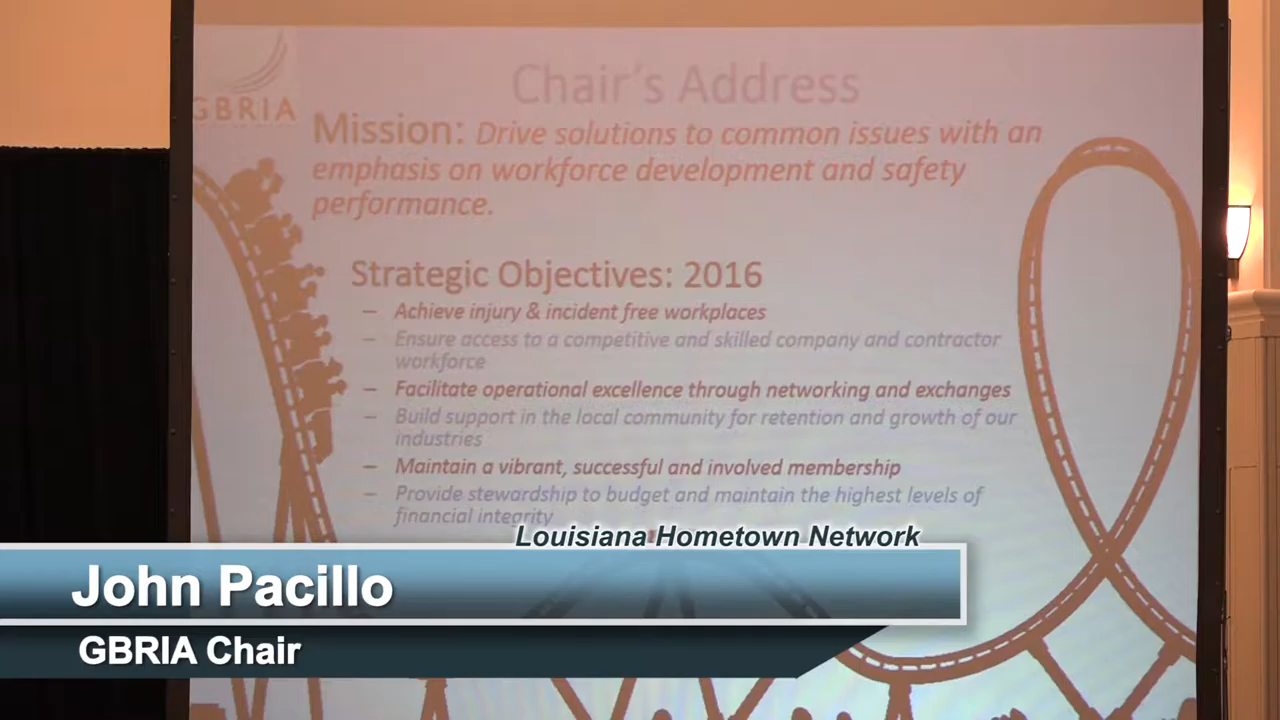 GBRIA
Chair's Address
Mission: Drive solutions to common issues with an
emphasis on workforce development and safety
performance.
Strategic Objectives: 2016
– Achieve injury & incident free workplaces
– Ensure access to a competitive and skilled company and contractor
workforce
– Facilitate operational excellence through networking and exchanges
– Build support in the local community for retention and growth of our
industries
– Maintain a vibrant, successful and involved membership
– Provide stewardship to budget and maintain the highest levels of
financial integrity
Louisiana Hometown Network
John Pacillo
GBRIA Chair